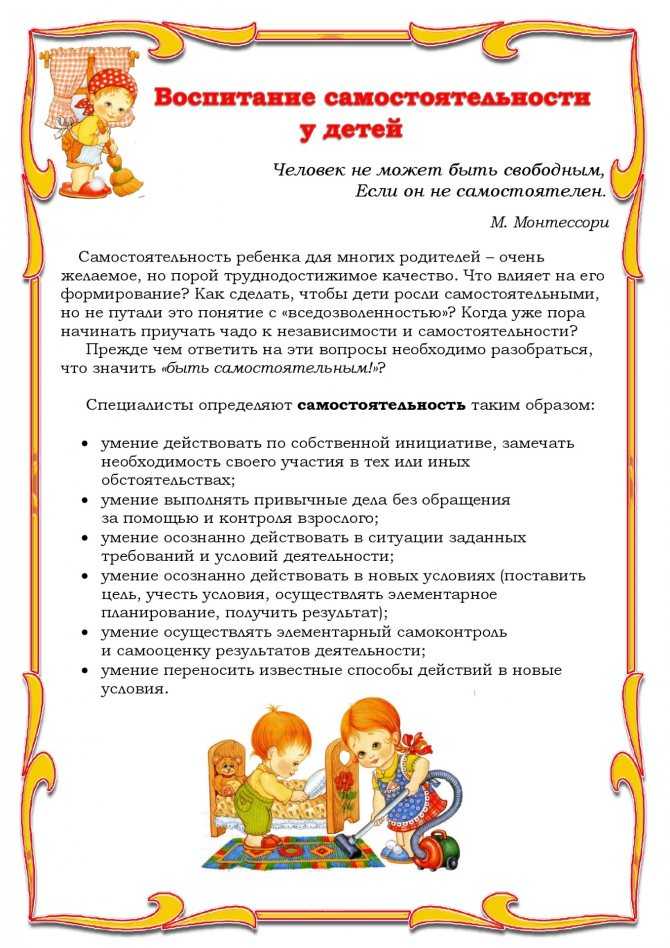 Воспитание самостоятельности
у детей
Человек не может быть свободным,
Если он не самостоятелен.
М. Монтессори
Самостоятельность ребенка для многих родителей – очень
желаемое, но порой труднодостижимое качество. Что влияет на его
формирование? Как сделать, чтобы дети росли самостоятельными,
но не путали это понятие с «вседозволенностью»? Когда уже пора
начинать приучать чадо к независимости и самостоятельности?
Прежде чем ответить на эти вопросы необходимо разобраться,
что значить «быть самостоятельным!»?
Специалисты определяют самостоятельность таким образом:
• умение действовать по собственной инициативе, замечать
необходимость своего участия в тех или иных
обстоятельствах;
• умение выполнять привычные дела без обращения
за помощью и контроля взрослого;
• умение осознанно действовать в ситуации заданных
требований и условий деятельности;
• умение осознанно действовать в новых условиях (поставить
цель, учесть условия, осуществлять элементарное
планирование, получить результат);
• умение осуществлять элементарный самоконтроль
и самооценку результатов деятельности;
• умение переносить известные способы действий в новые
условия.